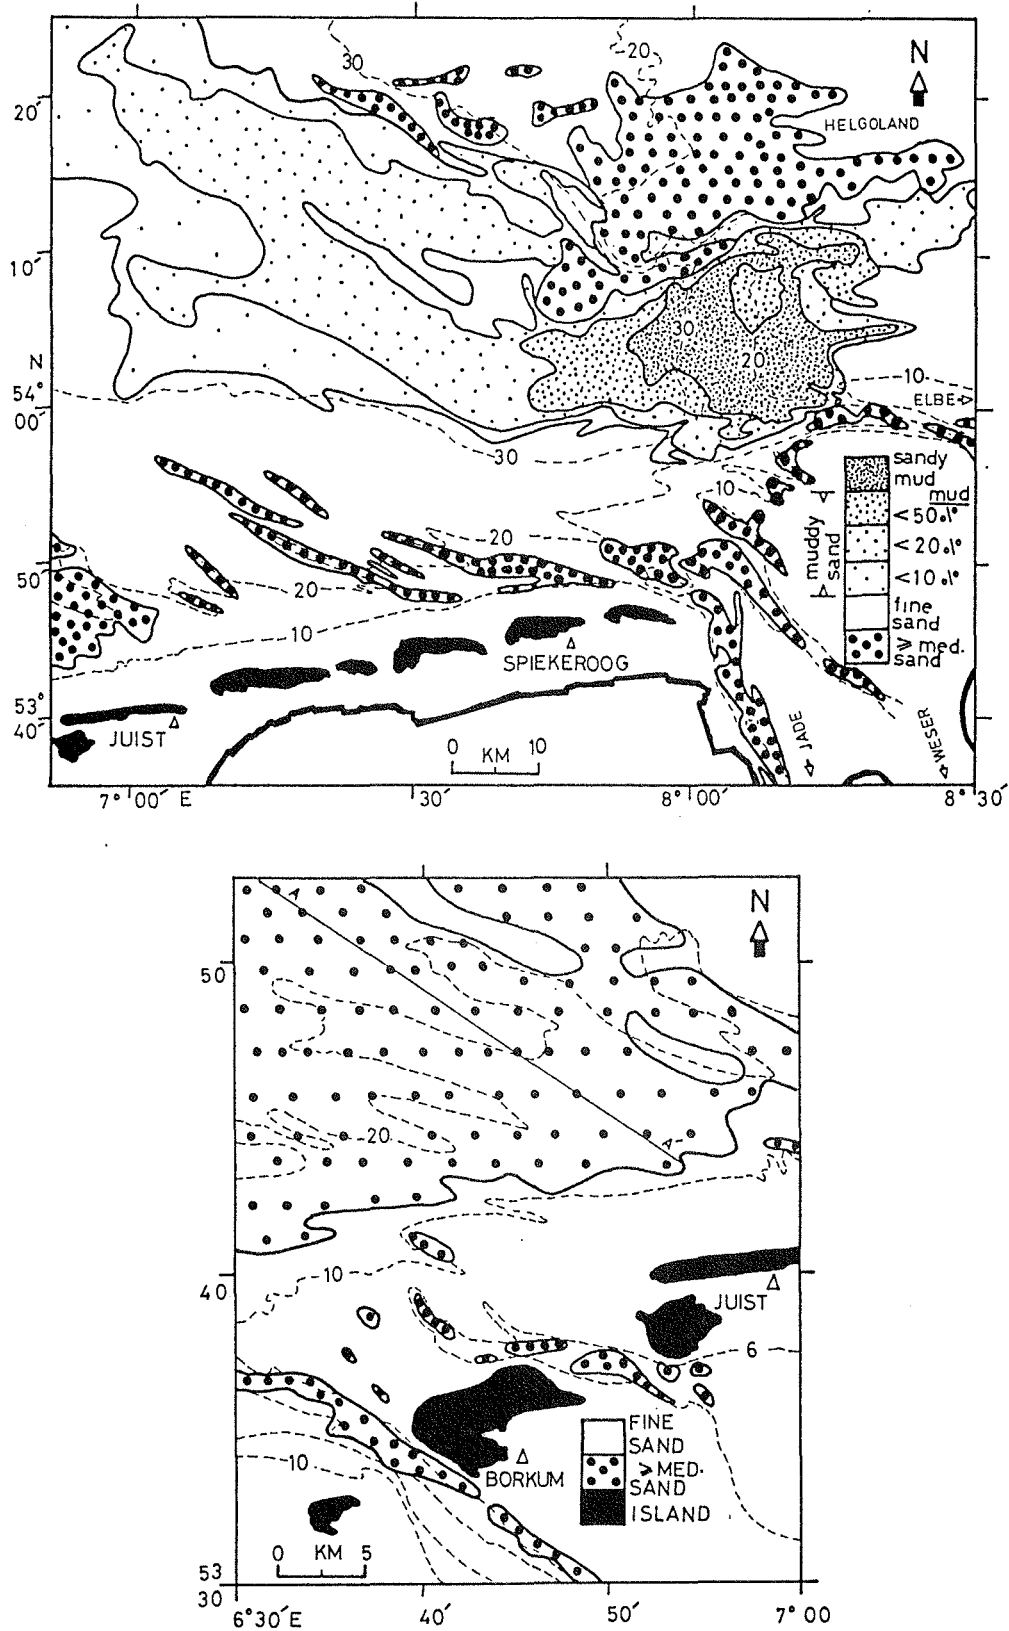 30
20
N
20′
HELGOLAND
10′
30
20
N
54°
00′
10
ELBE
30
sandy
mud
10
mud
<50 %
20
muddy
sand
<20 %
<10 %
50′
20
fine
sand
10
⩾ med.
sand
SPIEKEROOG
53°
40′
JUIST
0 KM 10
JADE
WESER
7°00′ E
30′
8°00′
8°30′
A
N
50
20
A
10
40
JUIST
6
FINE
SAND
10
⩾MED.
SAND
BORKUM
ISLAND
0 KM 5
53
30
6°30′E
40′
50′
7°00